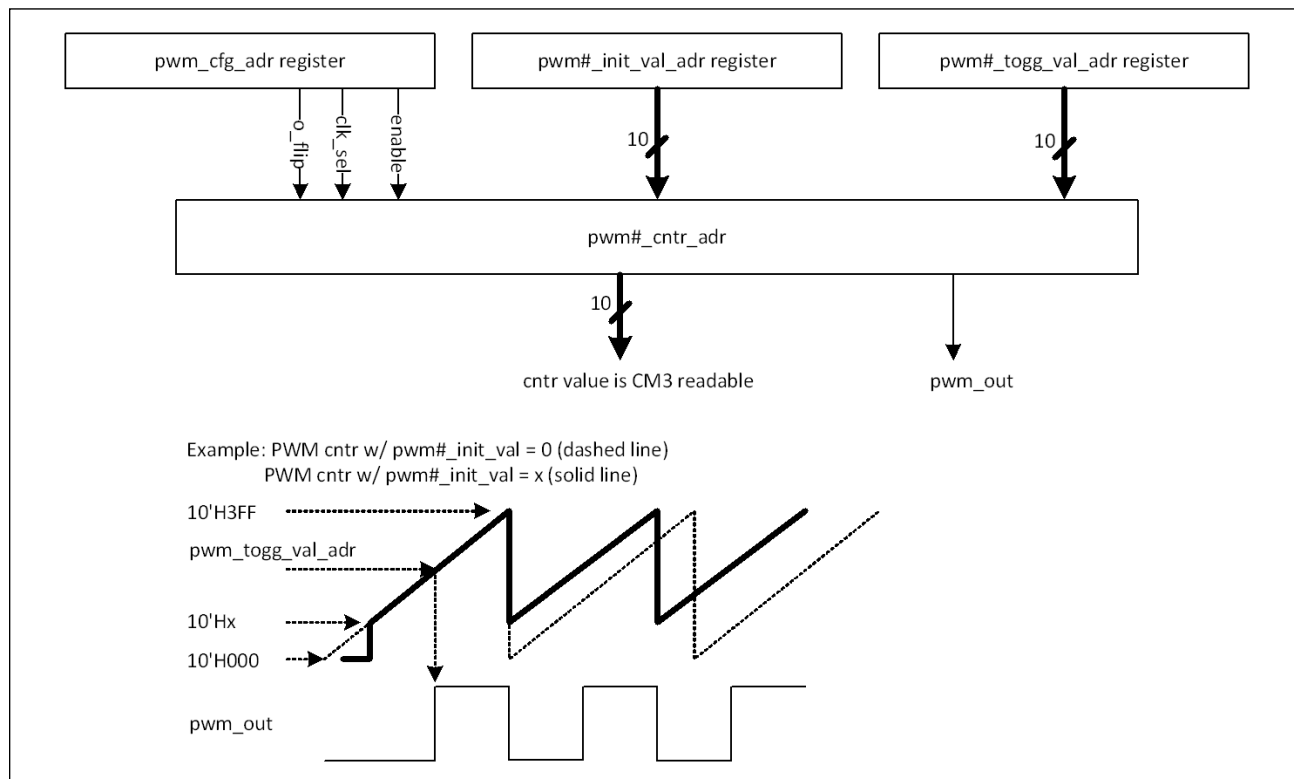 pwm_cfg_adr register
pwm#_init_val_adr register
pwm#_togg_val_adr register
o_flip
clk_sel
enable
10
10
pwm#_cntr_adr
10
cntr value is CM3 readable
pwm_out
Example: PWM cntr w/ pwm#_init_val = 0 (dashed line)
PWM cntr w/ pwm#_init_val = x (solid line)
10'H3FF
pwm_togg_val_adr
10'Hx
10'H000
pwm_out